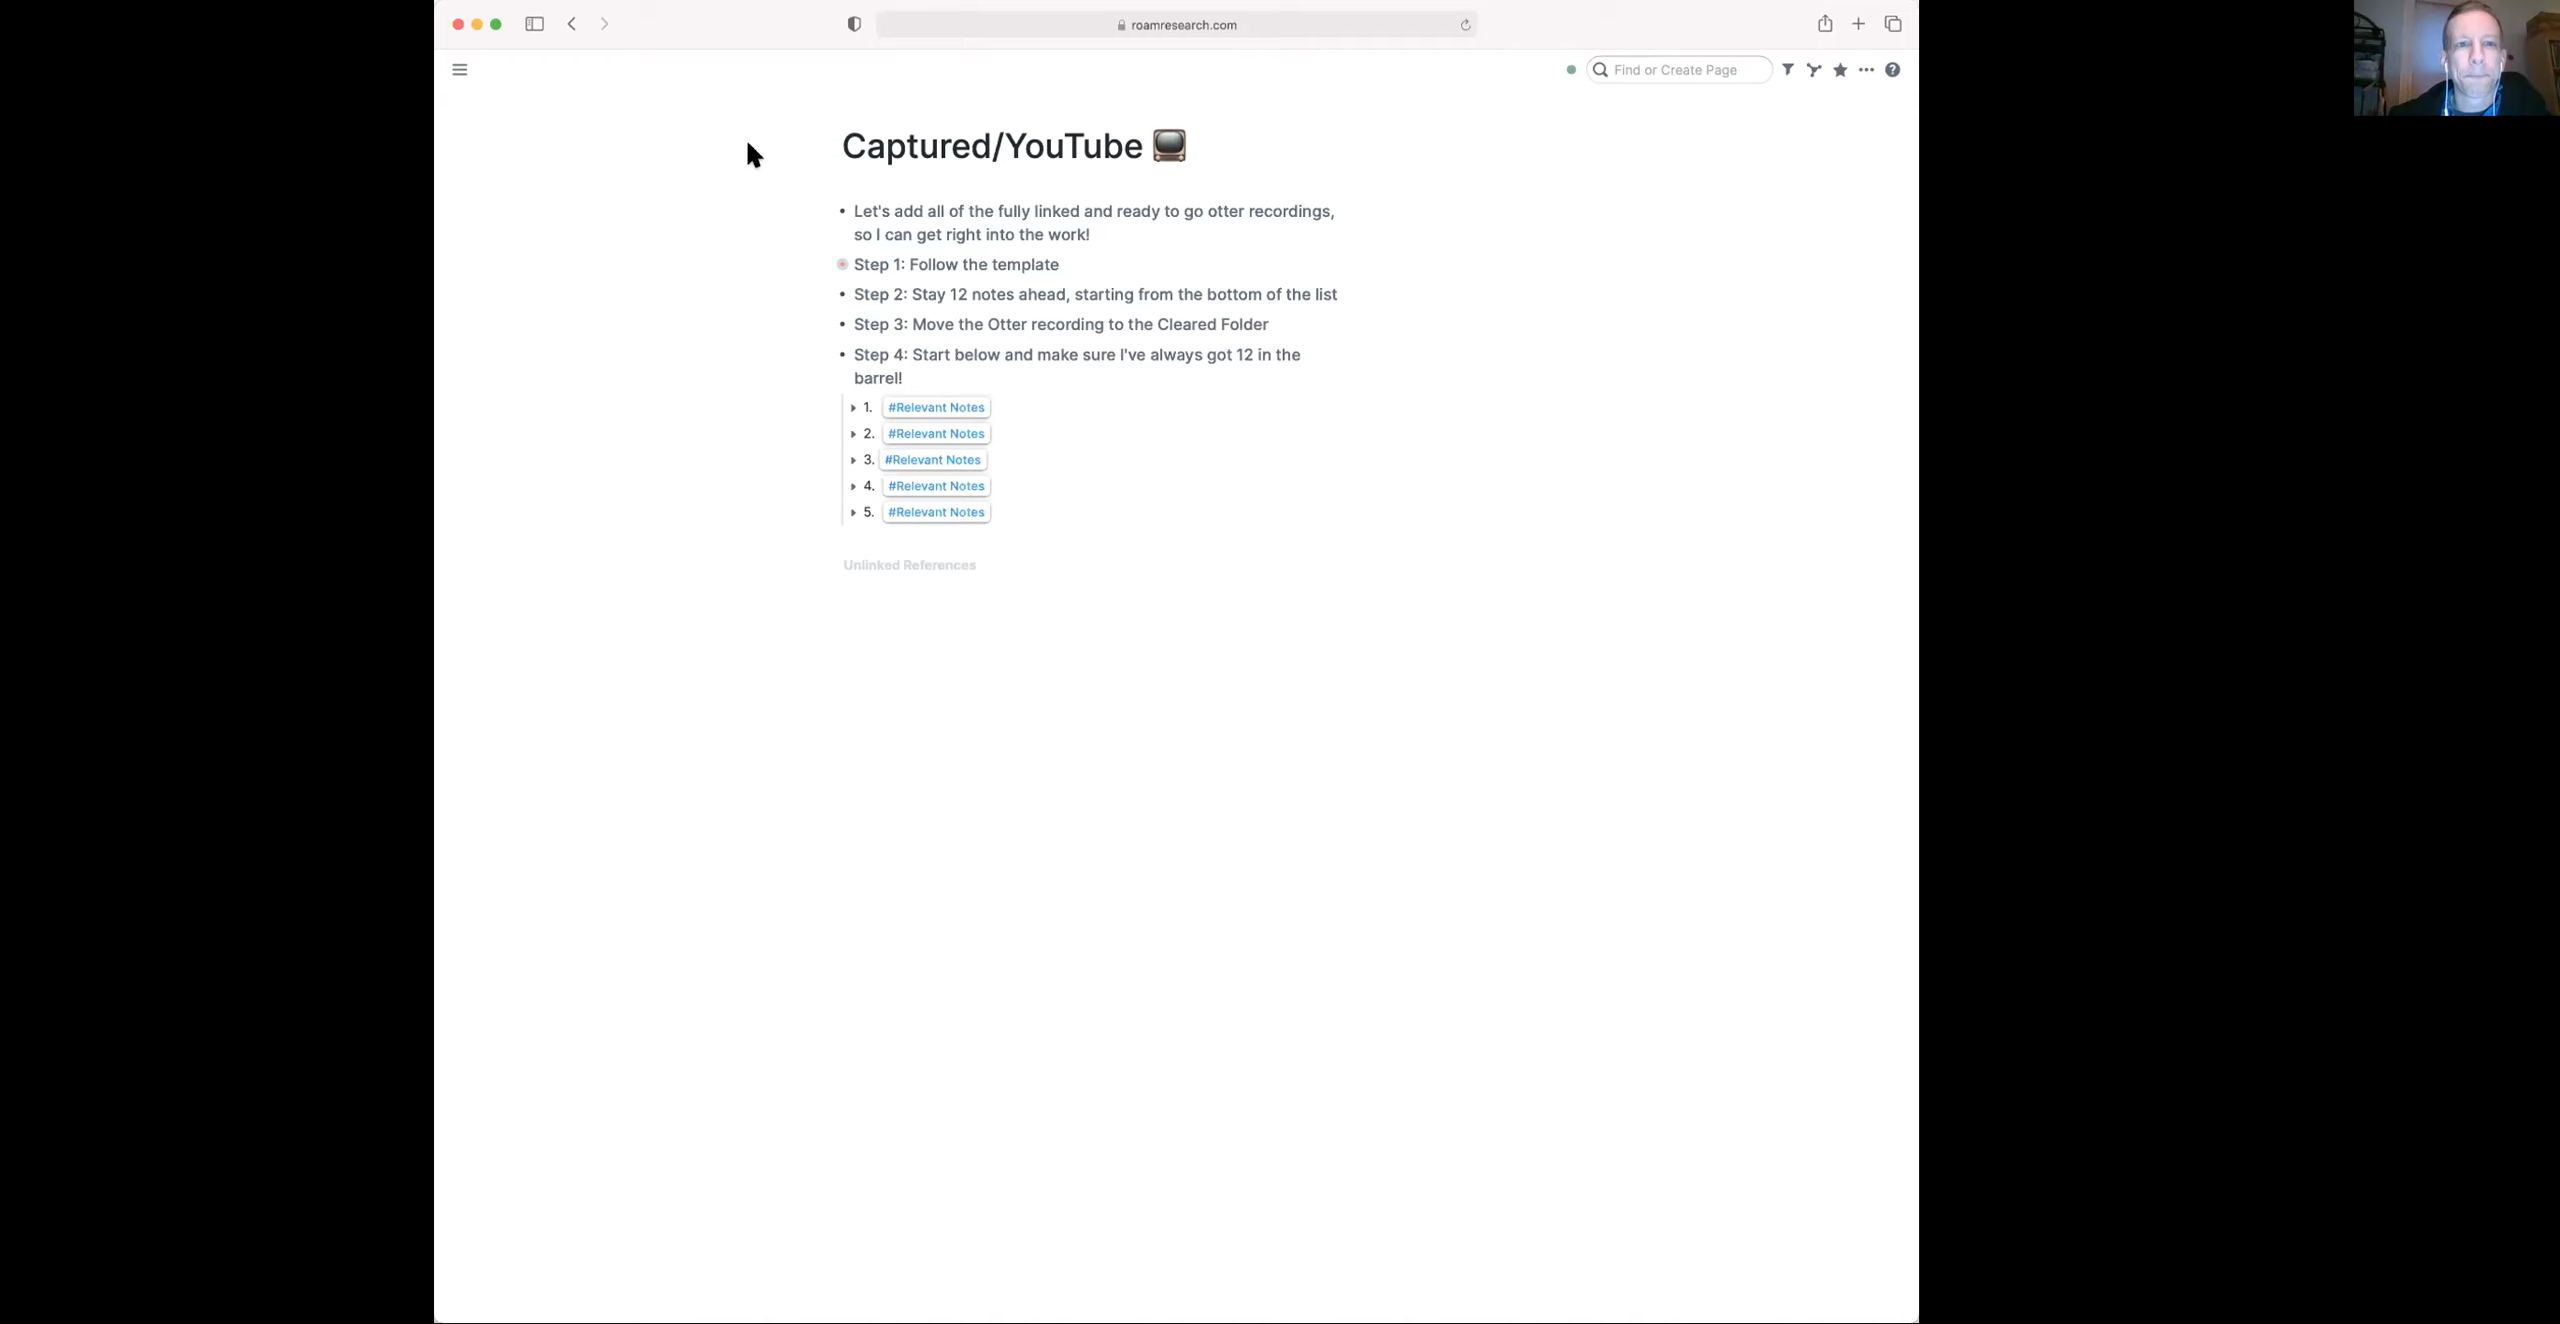 roamresearch.com
Find or Create Page
Captured/YouTube
Let's add all of the fully linked and ready to go otter recordings,
so I can get right into the work!
Step 1: Follow the template
Step 2: Stay 12 notes ahead, starting from the bottom of the list
Step 3: Move the Otter recording to the Cleared Folder
Step 4: Start below and make sure I've always got 12 in the
barrel!
1. #Relevant Notes
2. #Relevant Notes
3. #Relevant Notes
4. #Relevant Notes
5. #Relevant Notes
Unlinked References